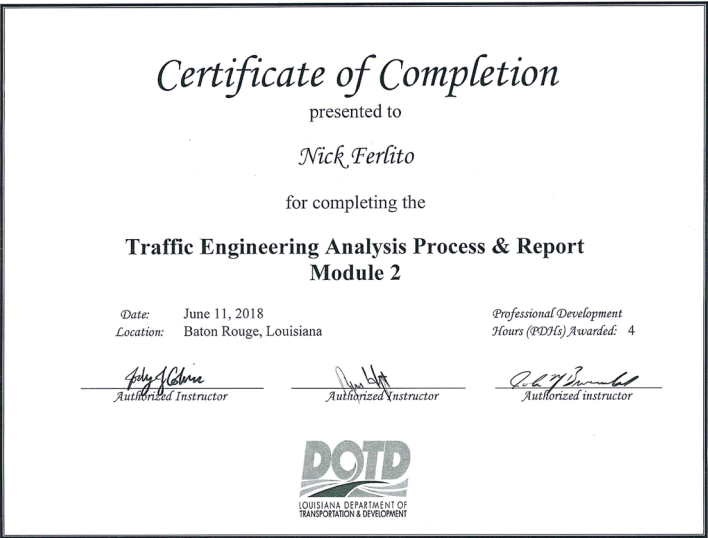 Certificate of Completion
presented to
Nick Ferlito
for completing the
Traffic Engineering Analysis Process & Report
Module 2
Date: June 11, 2018
Location: Baton Rouge, Louisiana
Professional Development
Hours (PDHs) Awarded: 4
Authorized Instructor
Authorized Instructor
Authorized instructor
DOTD
LOUISIANA DEPARTMENT OF
TRANSPORTATION & DEVELOPMENT